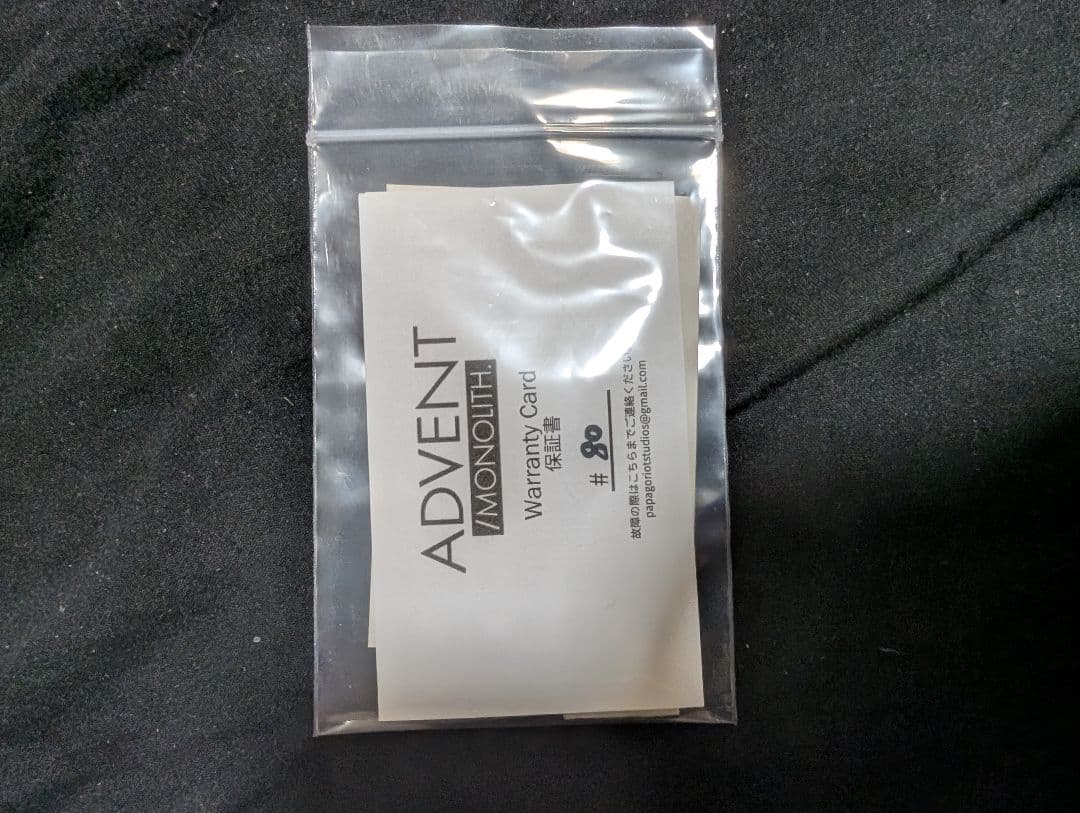 ADVENT
/MONOLITH.
Warranty Card
保証書
# 80
故障の際はこちらまでご連絡ください
papagoriotstudios@gmail.com